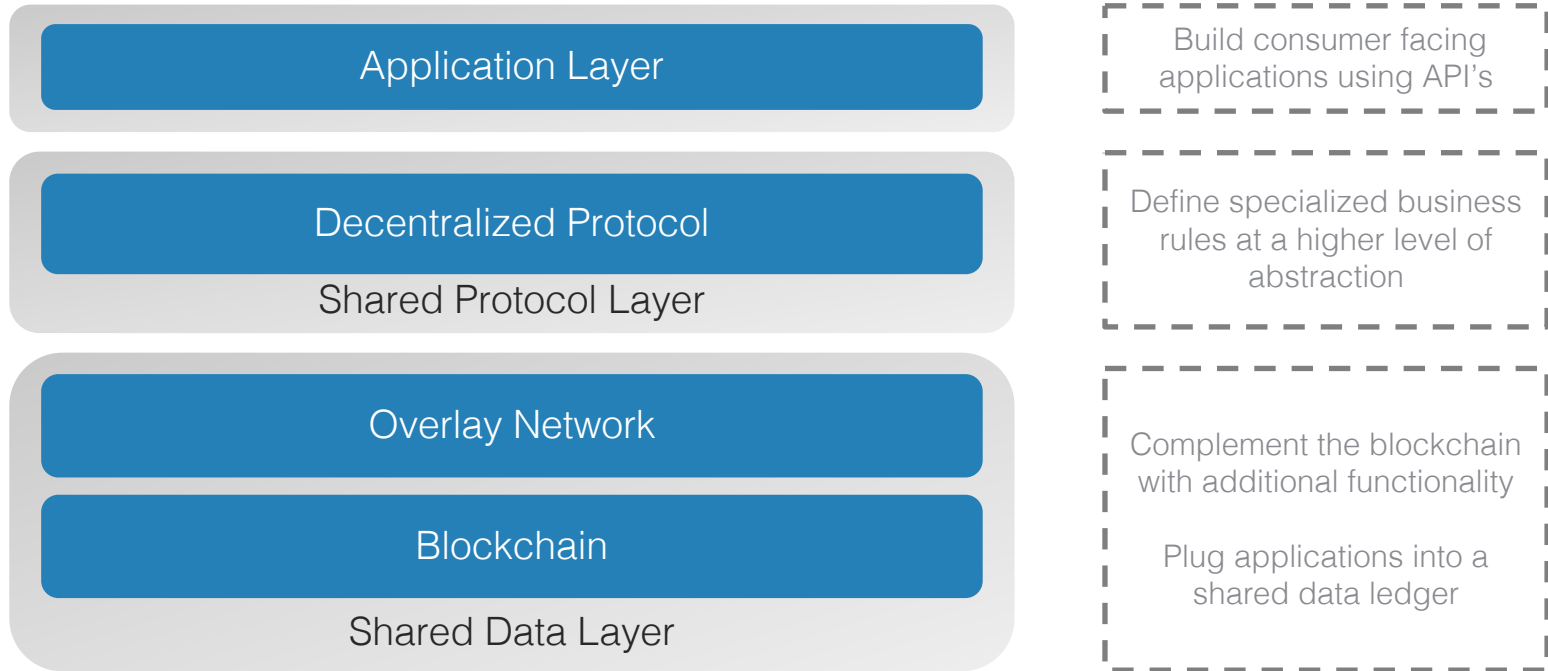 Application Layer
Build consumer facing
applications using API’s
Decentralized Protocol
Shared Protocol Layer
Define specialized business
rules at a higher level of
abstraction
Overlay Network
Blockchain
Shared Data Layer
Complement the blockchain
with additional functionality
Plug applications into a
shared data ledger